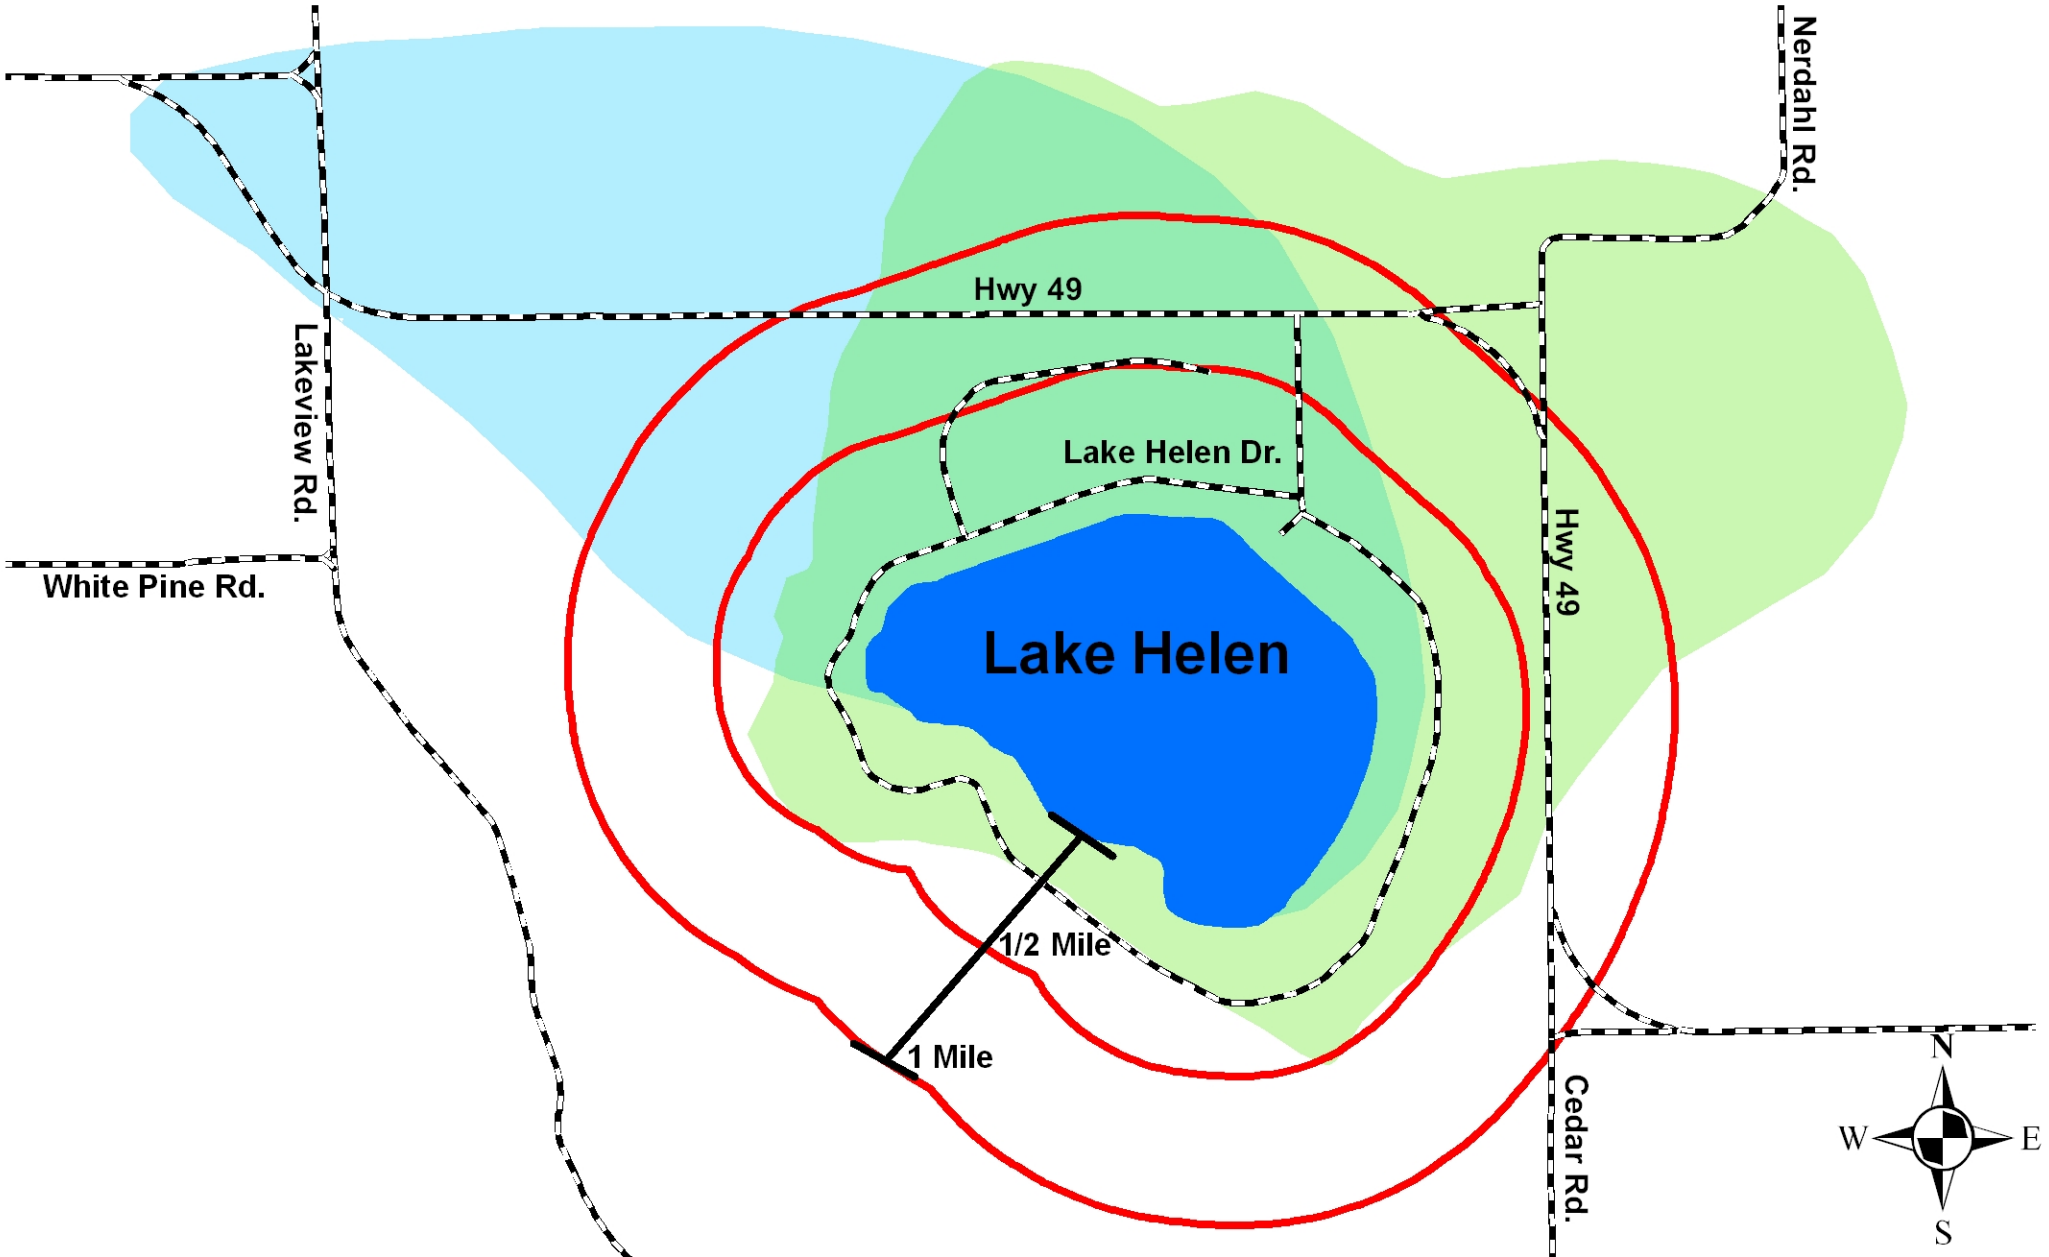 Nerdahl Rd.
Hwy 49
Lakeview Rd.
Lake Helen Dr.
Hwy 49
White Pine Rd.
Lake Helen
1/2 Mile
1 Mile
N
Cedar Rd.
W
E
S